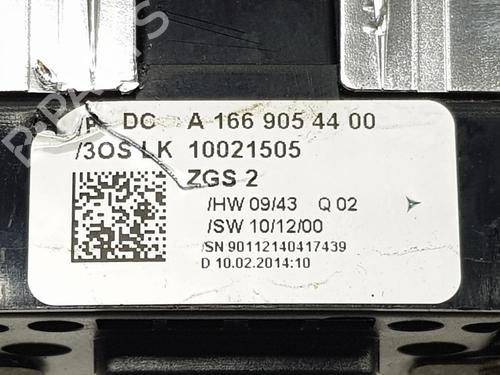 /P DC A 166 905 44 00
/3OS LK 10021505
ZGS 2
/HW 09/43 Q 02
/SW 10/12/00
/SN 90112140417439
D 10.02.2014:10